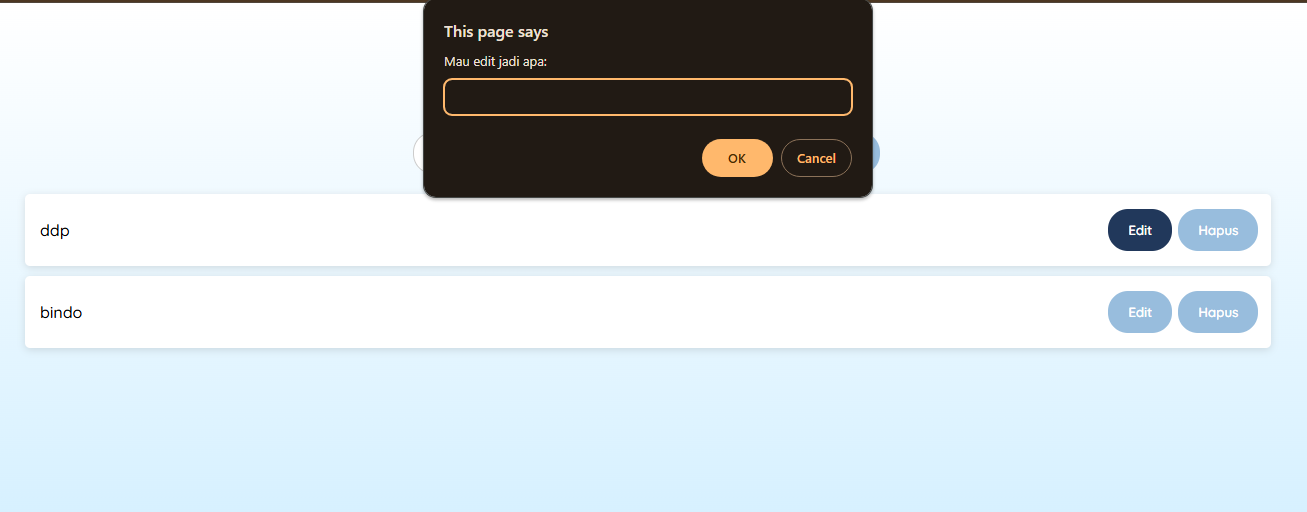 This page says
Mau edit jadi apa:
OK
Cancel
ddp
Edit
Hapus
bindo
Edit
Hapus